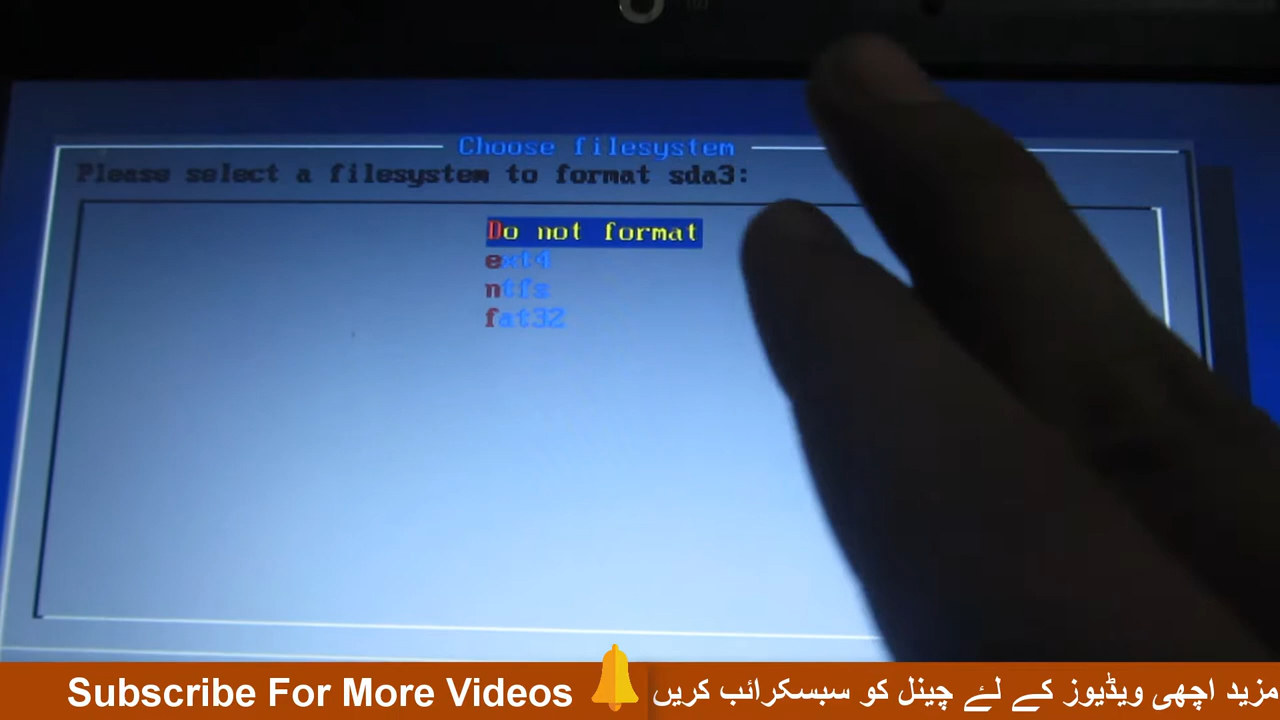 Choose filesystem
Please select a filesystem to format sda3:
Do not format
ext4
ntfs
fat32
Subscribe For More Videos
مزید اچھی ویڈیوز کے لئے چینل کو سبسکرائب کریں